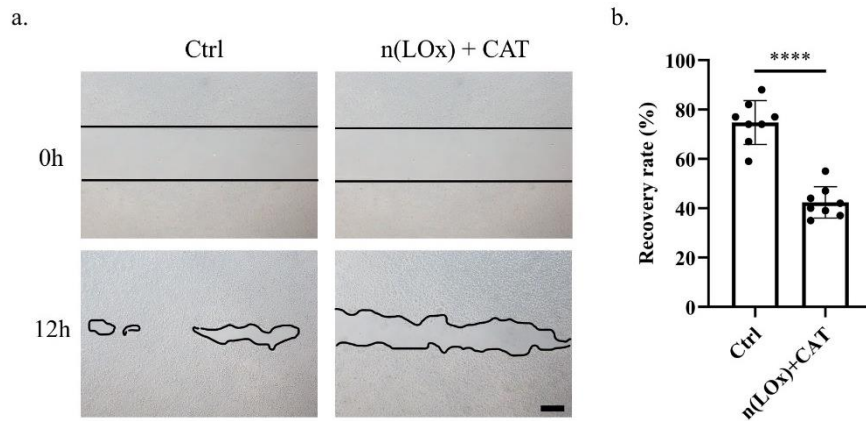 a.
Ctrl
n(LOx) + CAT
0h
12h
b.
****
Recovery rate (%)
100
80
60
40
20
0
Ctrl
n(LOx)+CAT